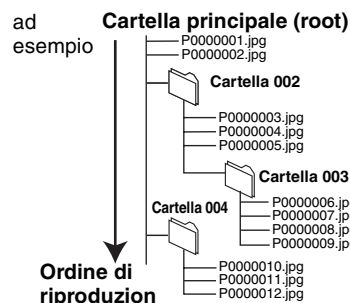 ad esempio
Cartella principale (root)
P0000001.jpg
P0000002.jpg
Cartella 002
P0000003.jpg
P0000004.jpg
P0000005.jpg
Cartella 003
P0000006.jp
P0000007.jp
P0000008.jp
P0000009.jp
Cartella 004
P0000010.jpg
P0000011.jpg
P0000012.jpg
Ordine di
riproduzion